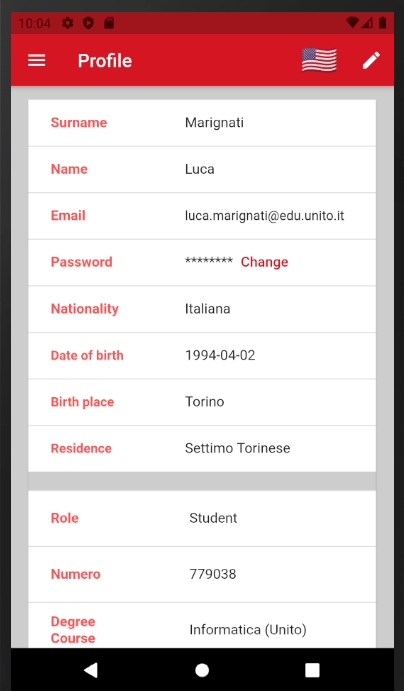 10:04
Profile
Surname Marignati
Name Luca
Email luca.marignati@edu.unito.it
Password ******** Change
Nationality Italiana
Date of birth 1994-04-02
Birth place Torino
Residence Settimo Torinese
Role Student
Numero 779038
Degree
Course Informatica (Unito)